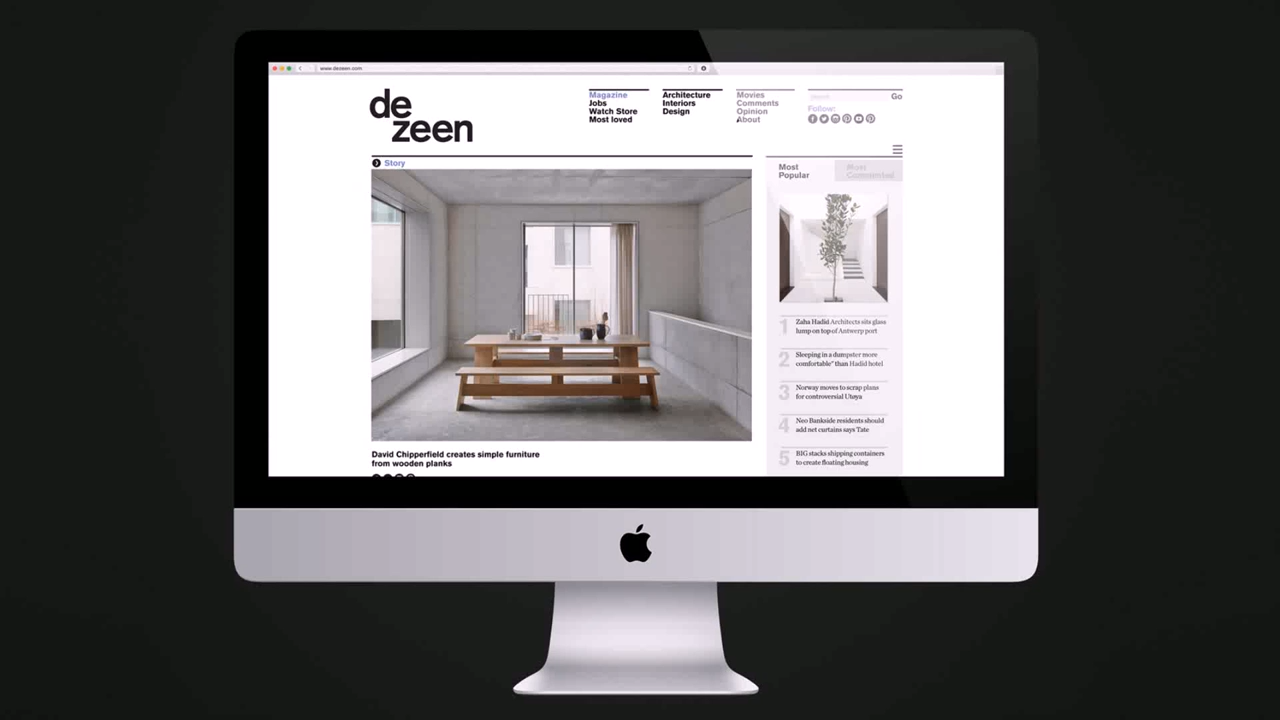 www.dezeen.com
de
zeen
Magazine
Jobs
Watch Store
Most loved
Architecture
Interiors
Design
Movies
Comments
Opinion
About
search
Go
Follow:
3 Story
Most
Popular
Most
Commented
1 Zaha Hadid Architects sits glass
lump on top of Antwerp port
2 Sleeping in a dumpster more
comfortable" than Hadid hotel
3 Norway moves to scrap plans
for controversial Utøya
4 Neo Bankside residents should
add net curtains says Tate
5 BIG stacks shipping containers
to create floating housing
David Chipperfield creates simple furniture
from wooden planks